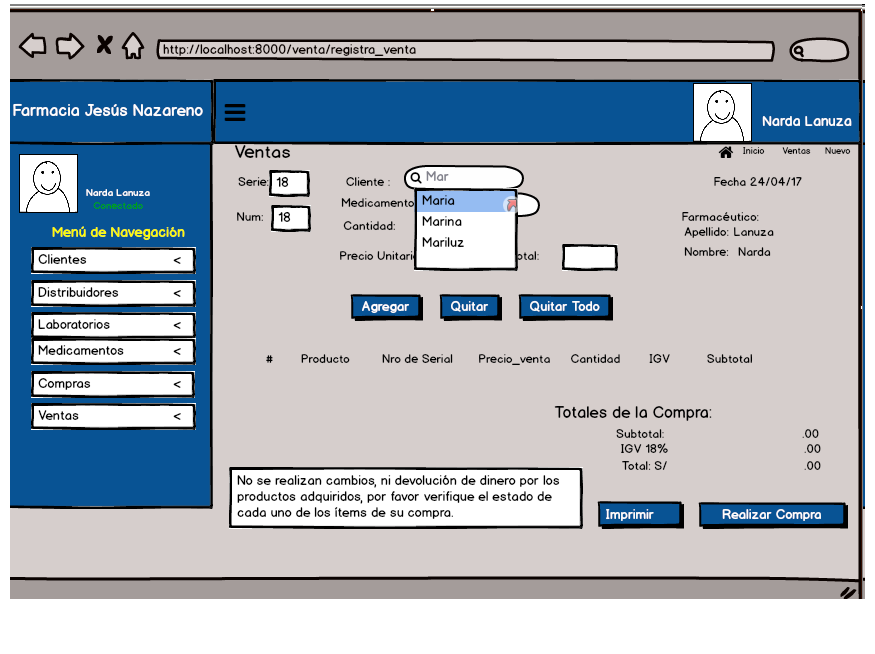 http://localhost:8000/venta/registra_venta
Farmacia Jesús Nazareno
Narda Lanuza
Narda Lanuza
Conectado
Menú de Navegación
Clientes <
Distribuidores <
Laboratorios <
Medicamentos <
Compras <
Ventas <
Ventas
Inicio Ventas Nuevo
Serie: 18 Cliente : Mar Fecha 24/04/17
Medicamento
Maria
Num: 18 Cantidad:
Marina
Mariluz
Farmacéutico:
Apellido: Lanuza
Nombre: Narda
Precio Unitari otal:
Agregar Quitar Quitar Todo
# Producto Nro de Serial Precio_venta Cantidad IGV Subtotal
Totales de la Compra:
Subtotal: .00
IGV 18% .00
Total: S/ .00
No se realizan cambios, ni devolución de dinero por los
productos adquiridos, por favor verifique el estado de
cada uno de los ítems de su compra.
Imprimir Realizar Compra